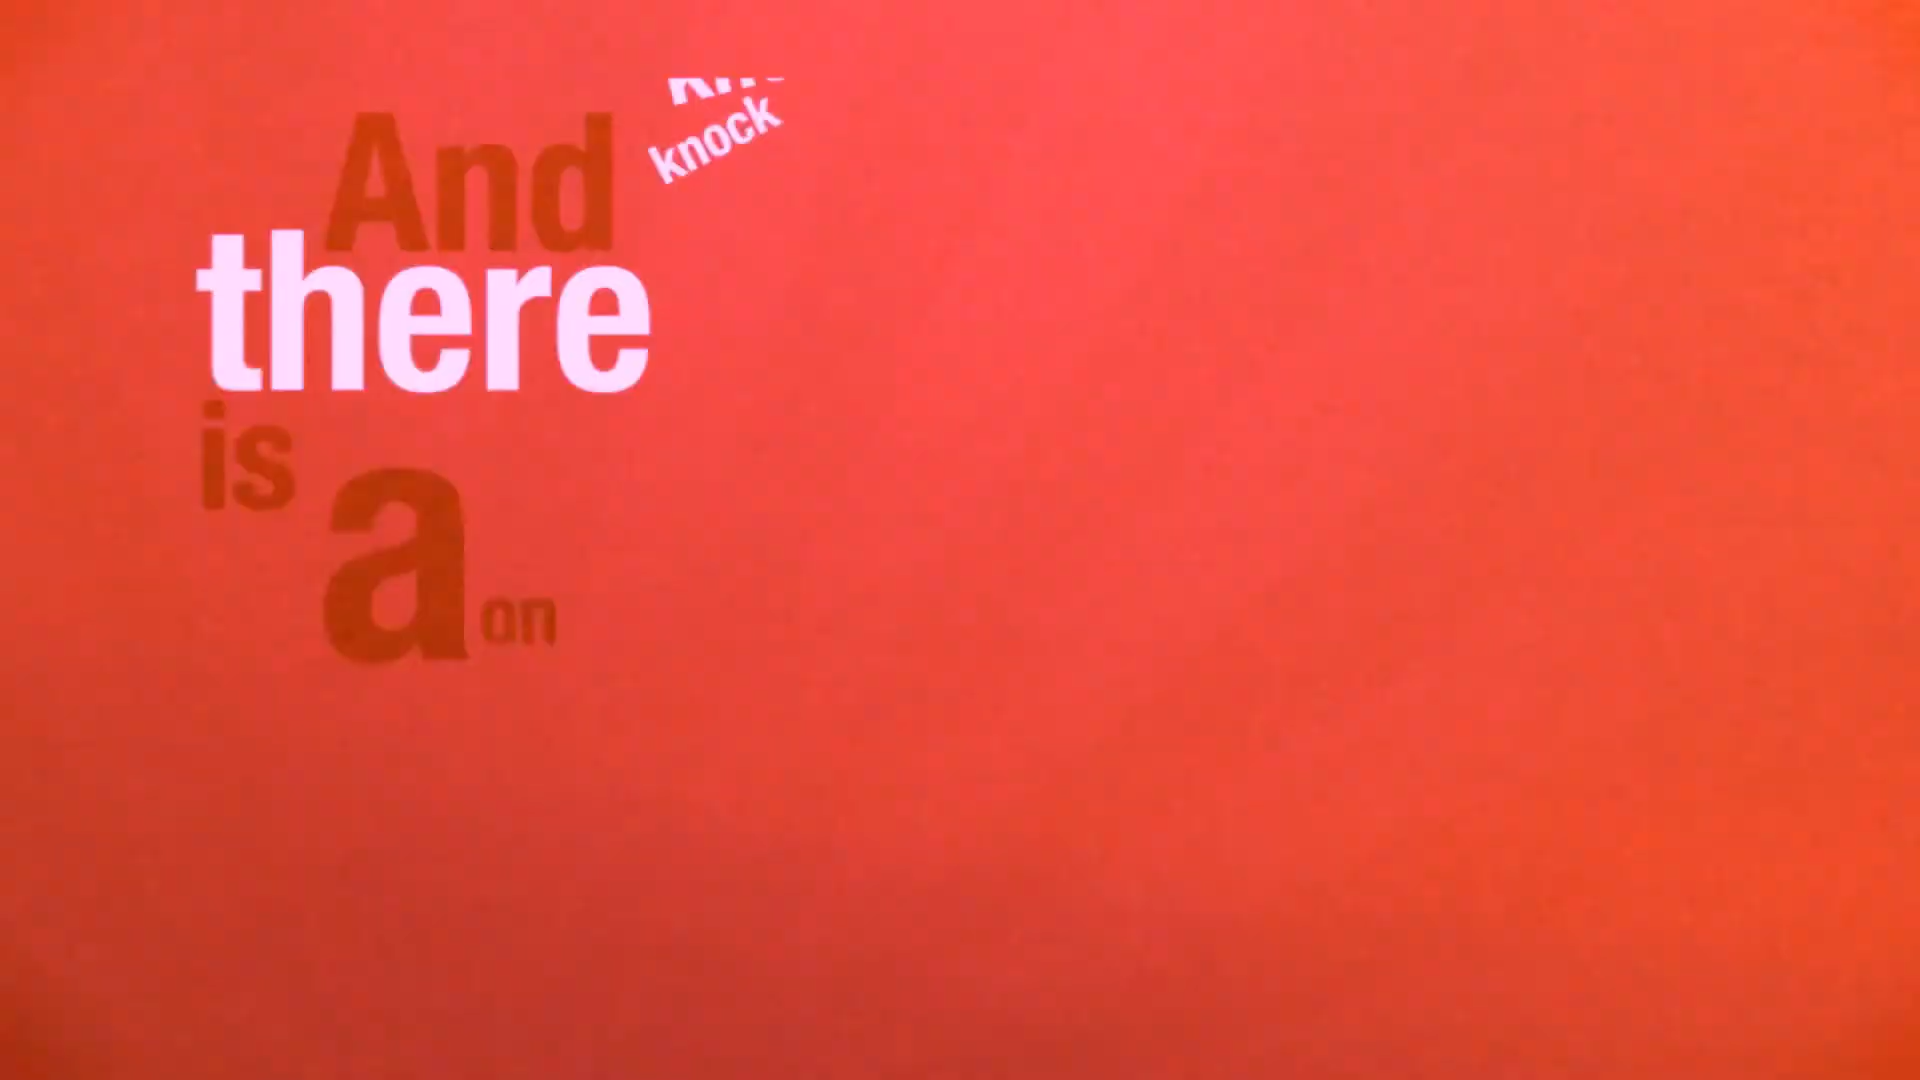 knock
And
there
is
a on